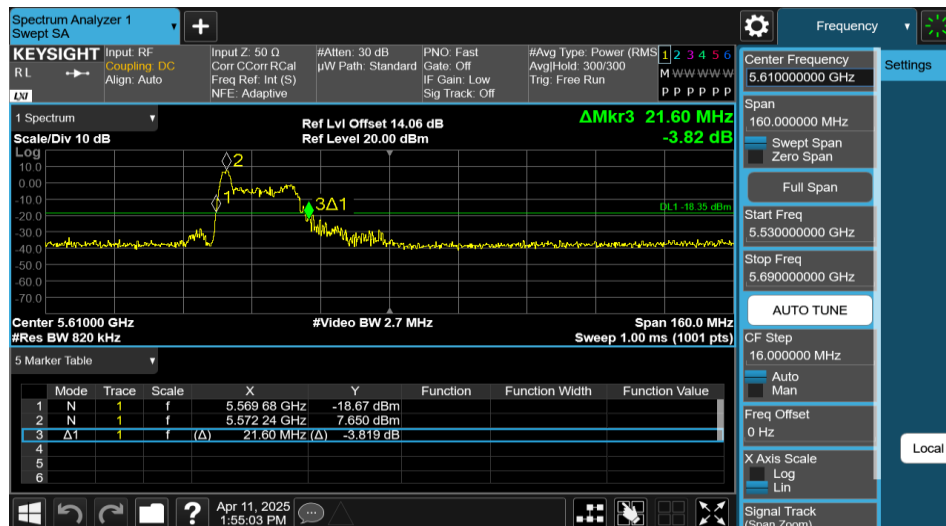 Spectrum Analyzer 1
Swept SA
+
Frequency
KEYSIGHT
RL
LXI
Input: RF
Coupling: DC
Align: Auto
Input Z: 50 Ω
Corr CCorr RCal
Freq Ref: Int (S)
NFE: Adaptive
#Atten: 30 dB
µW Path: Standard
PNO: Fast
Gate: Off
IF Gain: Low
Sig Track: Off
#Avg Type: Power (RMS
Avg|Hold: 300/300
Trig: Free Run
1 2 3 4 5 6
M W W W W W
P P P P P P
1 Spectrum
Scale/Div 10 dB
Ref Lvl Offset 14.06 dB
Ref Level 20.00 dBm
ΔMkr3 21.60 MHz
-3.82 dB
Log
10.0
0.00
-10.0
-20.0
-30.0
-40.0
-50.0
-60.0
-70.0
2
1
3Δ1
DL1 -18.35 dBm
Center 5.61000 GHz
#Video BW 2.7 MHz
Span 160.0 MHz
#Res BW 820 kHz
Sweep 1.00 ms (1001 pts)
5 Marker Table
Mode Trace Scale X Y Function Function Width Function Value
1 N 1 f 5.569 68 GHz -18.67 dBm
2 N 1 f 5.572 24 GHz 7.650 dBm
3 Δ1 1 f (Δ) 21.60 MHz (Δ) -3.819 dB
4
5
6
?
Apr 11, 2025
1:55:03 PM
Center Frequency
5.610000000 GHz
Span
160.000000 MHz
Swept Span
Zero Span
Full Span
Start Freq
5.530000000 GHz
Stop Freq
5.690000000 GHz
AUTO TUNE
CF Step
16.000000 MHz
Auto
Man
Freq Offset
0 Hz
X Axis Scale
Log
Lin
Signal Track
(Span Zoom)
Settings
Local